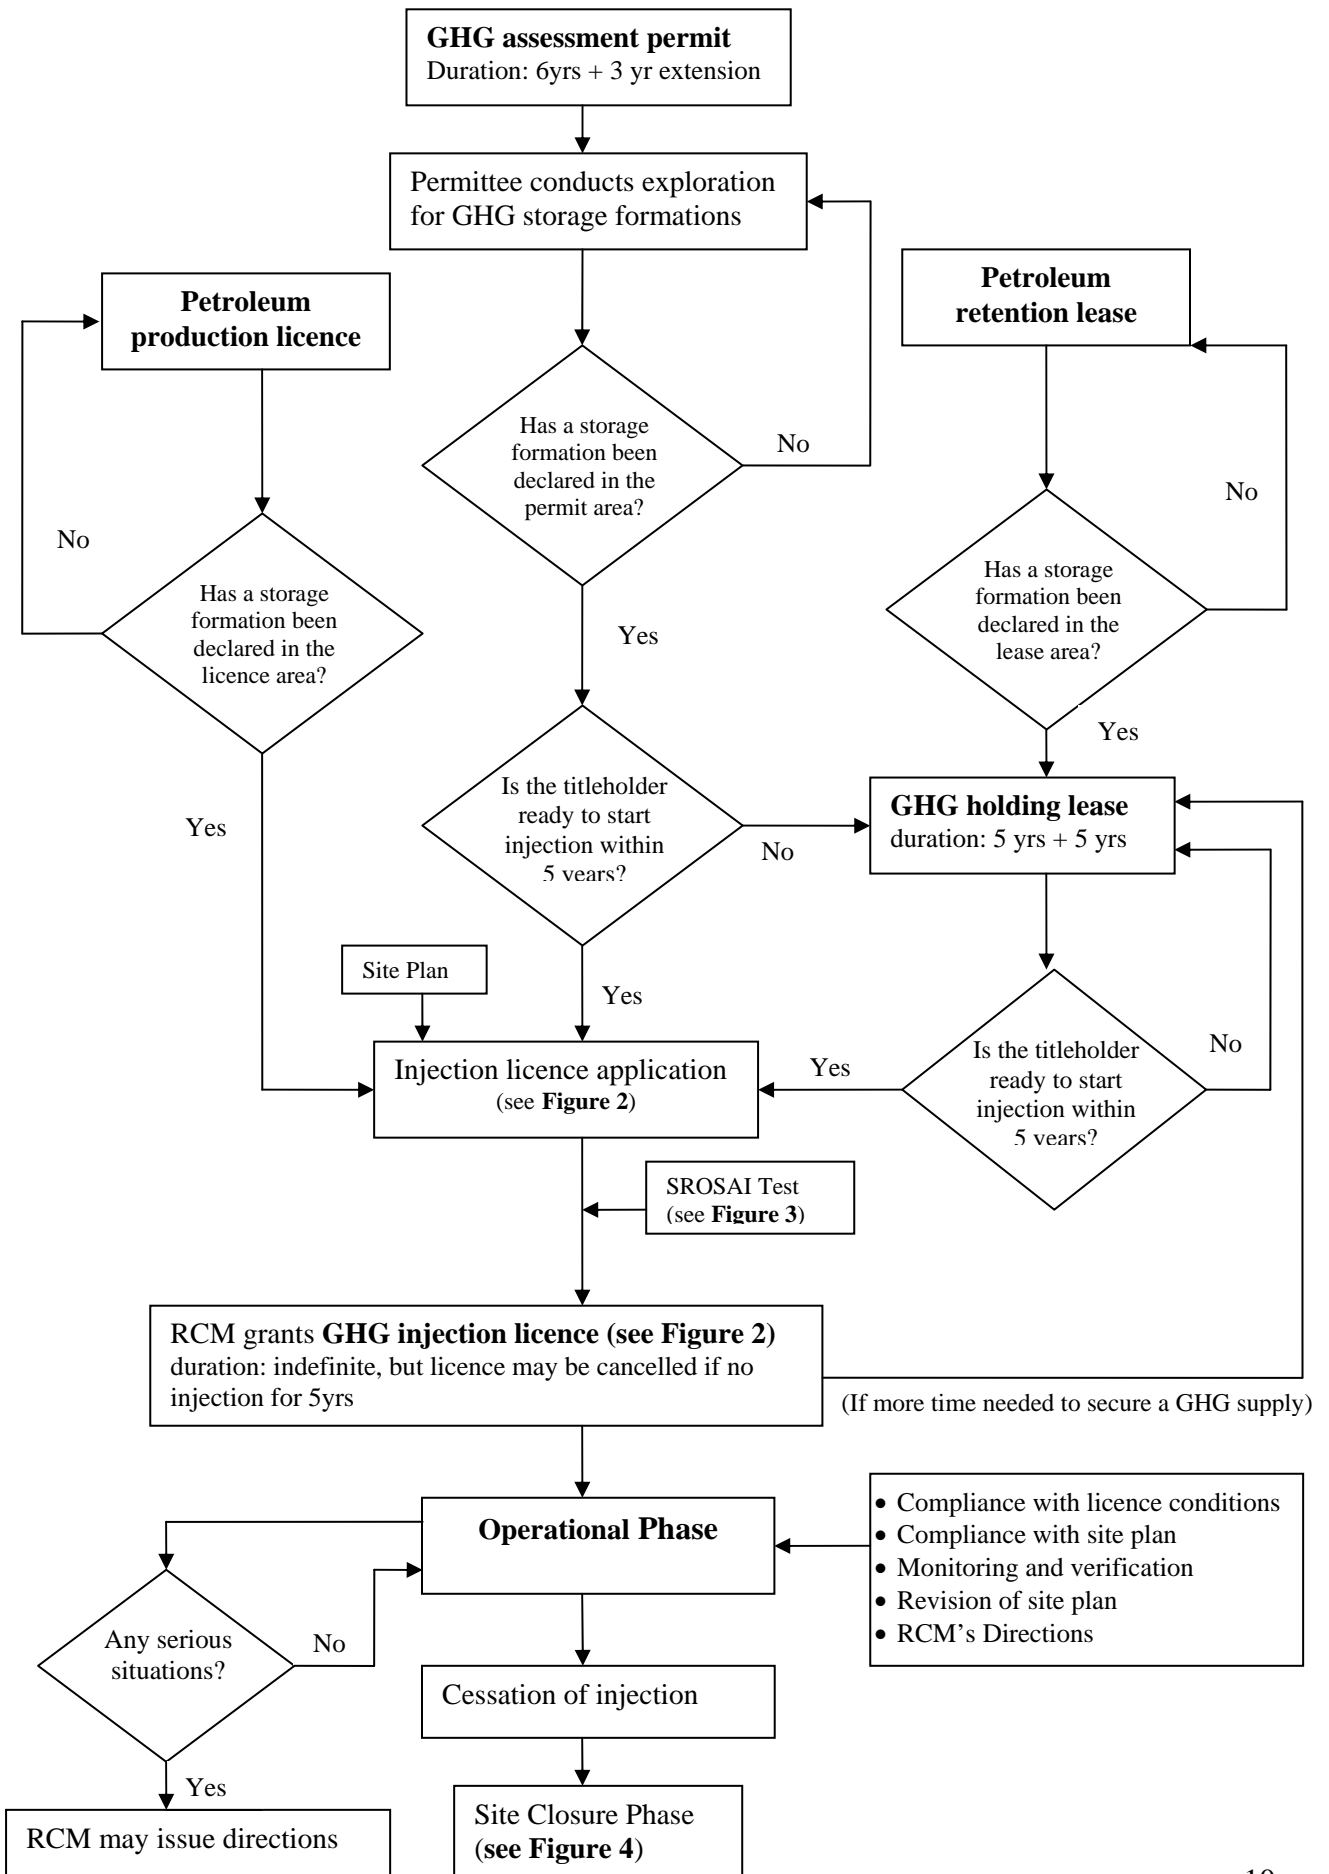 GHG assessment permit
Duration: 6yrs + 3 yr extension
Permittee conducts exploration
for GHG storage formations
Petroleum
production licence
Petroleum
retention lease
Has a storage
formation been
declared in the
permit area?
No
No
No
Has a storage
formation been
declared in the
licence area?
Has a storage
formation been
declared in the
lease area?
Yes
Yes
Yes
Is the titleholder
ready to start
injection within
5 years?
No
GHG holding lease
duration: 5 yrs + 5 yrs
Site Plan
Yes
Injection licence application
(see Figure 2)
Yes
Is the titleholder
ready to start
injection within
5 years?
No
SROSAI Test
(see Figure 3)
RCM grants GHG injection licence (see Figure 2)
duration: indefinite, but licence may be cancelled if no
injection for 5yrs
(If more time needed to secure a GHG supply)
Operational Phase
• Compliance with licence conditions
• Compliance with site plan
• Monitoring and verification
• Revision of site plan
• RCM’s Directions
Any serious
situations?
No
Cessation of injection
Yes
RCM may issue directions
Site Closure Phase
(see Figure 4)